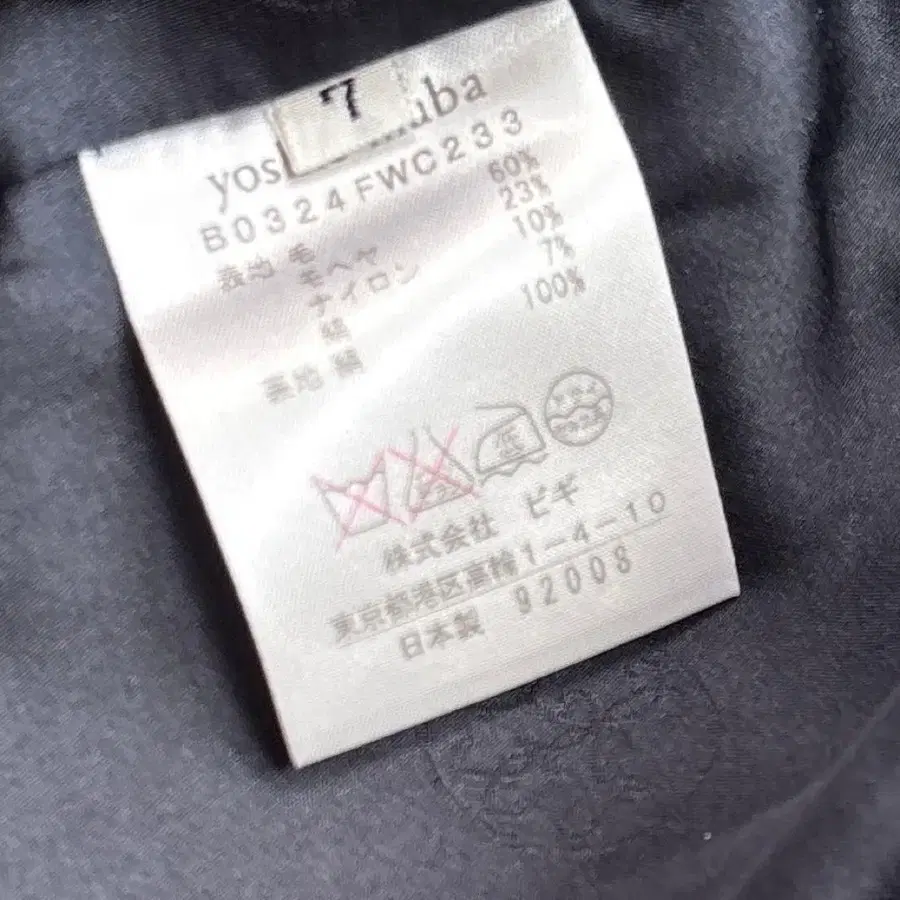 7
yos uba
B0324FWC233
表地 毛 60%
モヘヤ 23%
ナイロン 10%
7%
裏地 絹 100%
低
株式会社 ビギ
東京都港区高輪1-4-10
日本製 92008